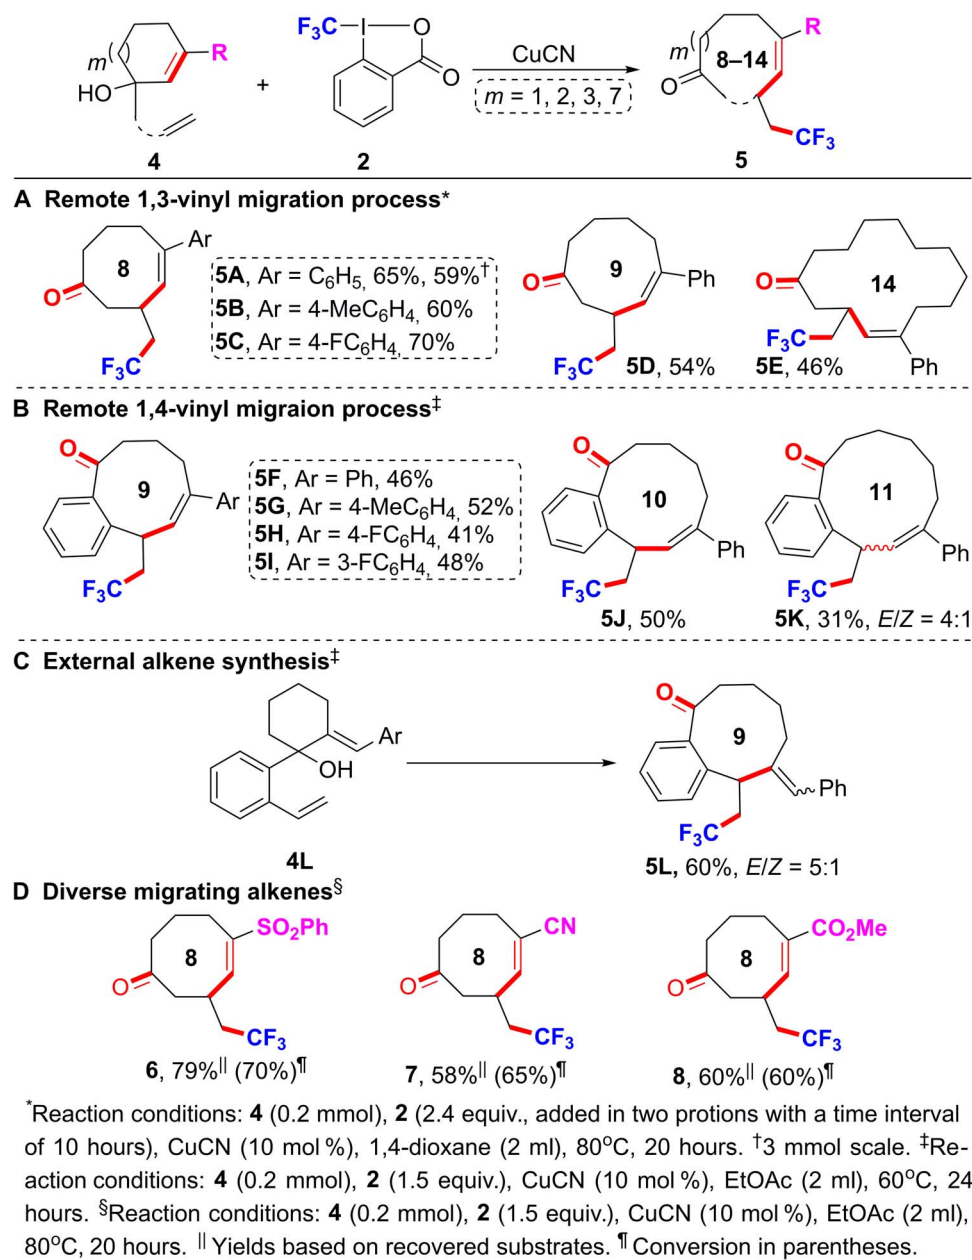 F₃C I O
O
CuCN
m = 1, 2, 3, 7
m ( ) R HO
+
m ( ) 8–14 R O CF₃
4 2 5
A Remote 1,3-vinyl migration process*
8 Ar O F₃C
5A, Ar = C₆H₅, 65%, 59%†
5B, Ar = 4-MeC₆H₄, 60%
5C, Ar = 4-FC₆H₄, 70%
9 O Ph F₃C
5D, 54%
14 O F₃C Ph
5E, 46%
B Remote 1,4-vinyl migraion process‡
O 9 Ar F₃C
5F, Ar = Ph, 46%
5G, Ar = 4-MeC₆H₄, 52%
5H, Ar = 4-FC₆H₄, 41%
5I, Ar = 3-FC₆H₄, 48%
O 10 Ph F₃C
5J, 50%
O 11 Ph F₃C
5K, 31%, E/Z = 4:1
C External alkene synthesis‡
Ar OH
4L
O 9 Ph F₃C
5L, 60%, E/Z = 5:1
D Diverse migrating alkenes§
8 SO₂Ph O CF₃
6, 79%|| (70%)¶
8 CN O CF₃
7, 58%|| (65%)¶
8 CO₂Me O CF₃
8, 60%|| (60%)¶
*Reaction conditions: 4 (0.2 mmol), 2 (2.4 equiv., added in two protions with a time interval
of 10 hours), CuCN (10 mol %), 1,4-dioxane (2 ml), 80°C, 20 hours. †3 mmol scale. ‡Re-
action conditions: 4 (0.2 mmol), 2 (1.5 equiv.), CuCN (10 mol %), EtOAc (2 ml), 60°C, 24
hours. §Reaction conditions: 4 (0.2 mmol), 2 (1.5 equiv.), CuCN (10 mol %), EtOAc (2 ml),
80°C, 20 hours. || Yields based on recovered substrates. ¶ Conversion in parentheses.